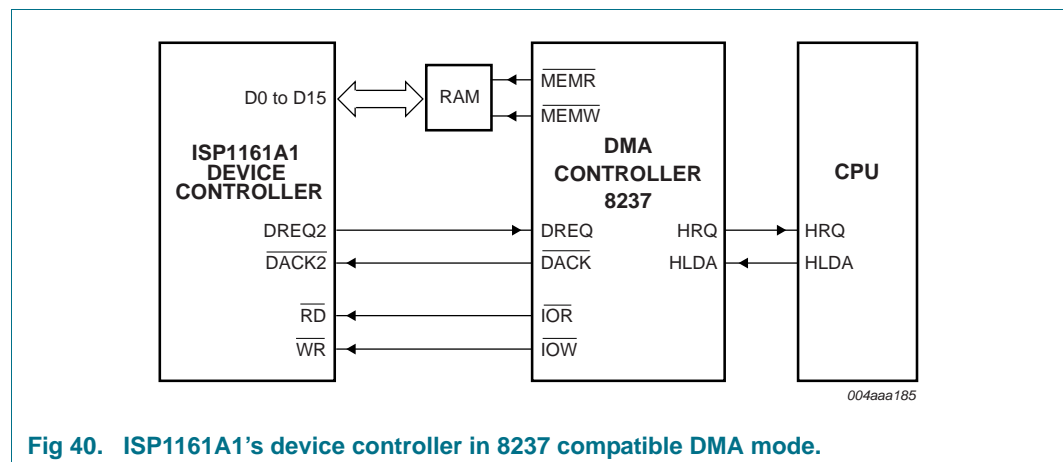 D0 to D15
ISP1161A1
DEVICE
CONTROLLER
DREQ2
DACK2
RD
WR
RAM
MEMR
MEMW
DMA
CONTROLLER
8237
DREQ
DACK
IOR
IOW
HRQ
HLDA
CPU
HRQ
HLDA
004aaa185
Fig 40. ISP1161A1’s device controller in 8237 compatible DMA mode.